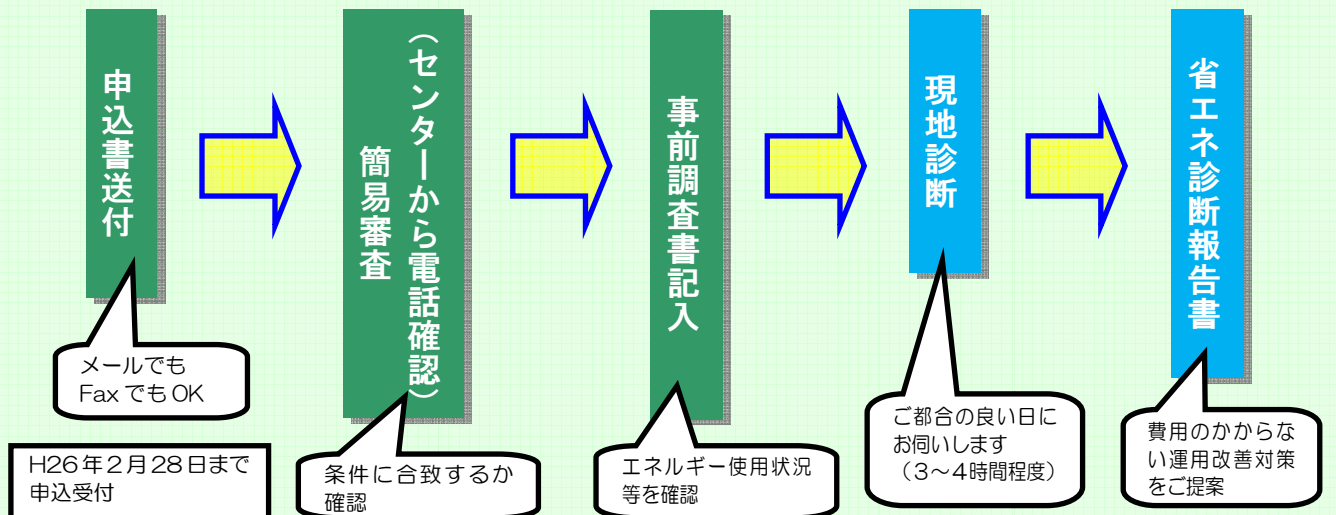 申込書送付
メールでも
FaxでもOK
H26年2月28日まで
申込受付
(センターから電話確認)
簡易審査
条件に合致するか
確認
事前調査書記入
エネルギー使用状況
等を確認
現地診断
ご都合の良い日に
お伺いします
(3～4時間程度)
省エネ診断報告書
費用のかからな
い運用改善対策
をご提案